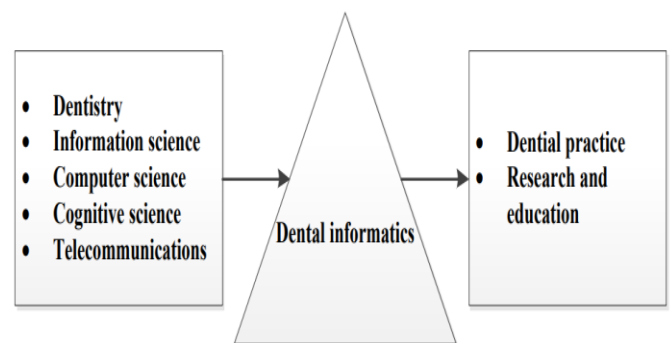 • Dentistry
• Information science
• Computer science
• Cognitive science
• Telecommunications
Dental informatics
• Dential practice
• Research and
education